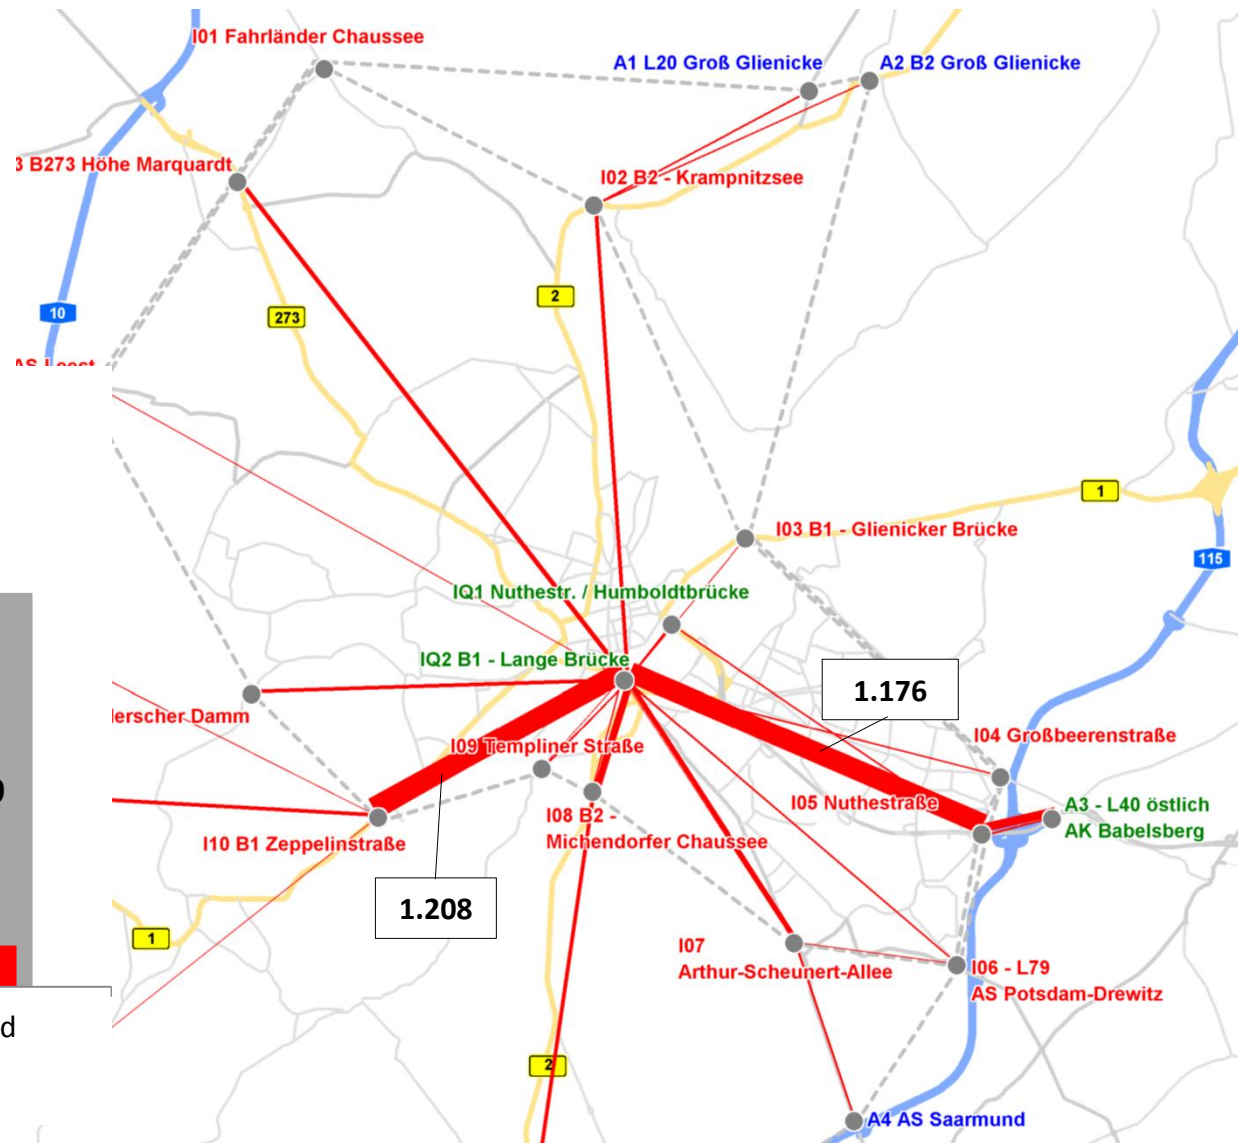 I01 Fahrländer Chaussee
A1 L20 Groß Glienicke
A2 B2 Groß Glienicke
3 B273 Höhe Marquardt
I02 B2 - Krampnitzsee
2
10
273
1
I03 B1 - Glienicker Brücke
115
IQ1 Nuthestr. / Humboldtbrücke
IQ2 B1 - Lange Brücke
1.176
lerscher Damm
I09 Templiner Straße
I04 Großbeerenstraße
I05 Nuthestraße
A3 - L40 östlich
AK Babelsberg
I08 B2 -
Michendorfer Chaussee
I10 B1 Zeppelinstraße
1.208
1
I07
Arthur-Scheunert-Allee
I06 - L79
AS Potsdam-Drewitz
d
2
A4 AS Saarmund